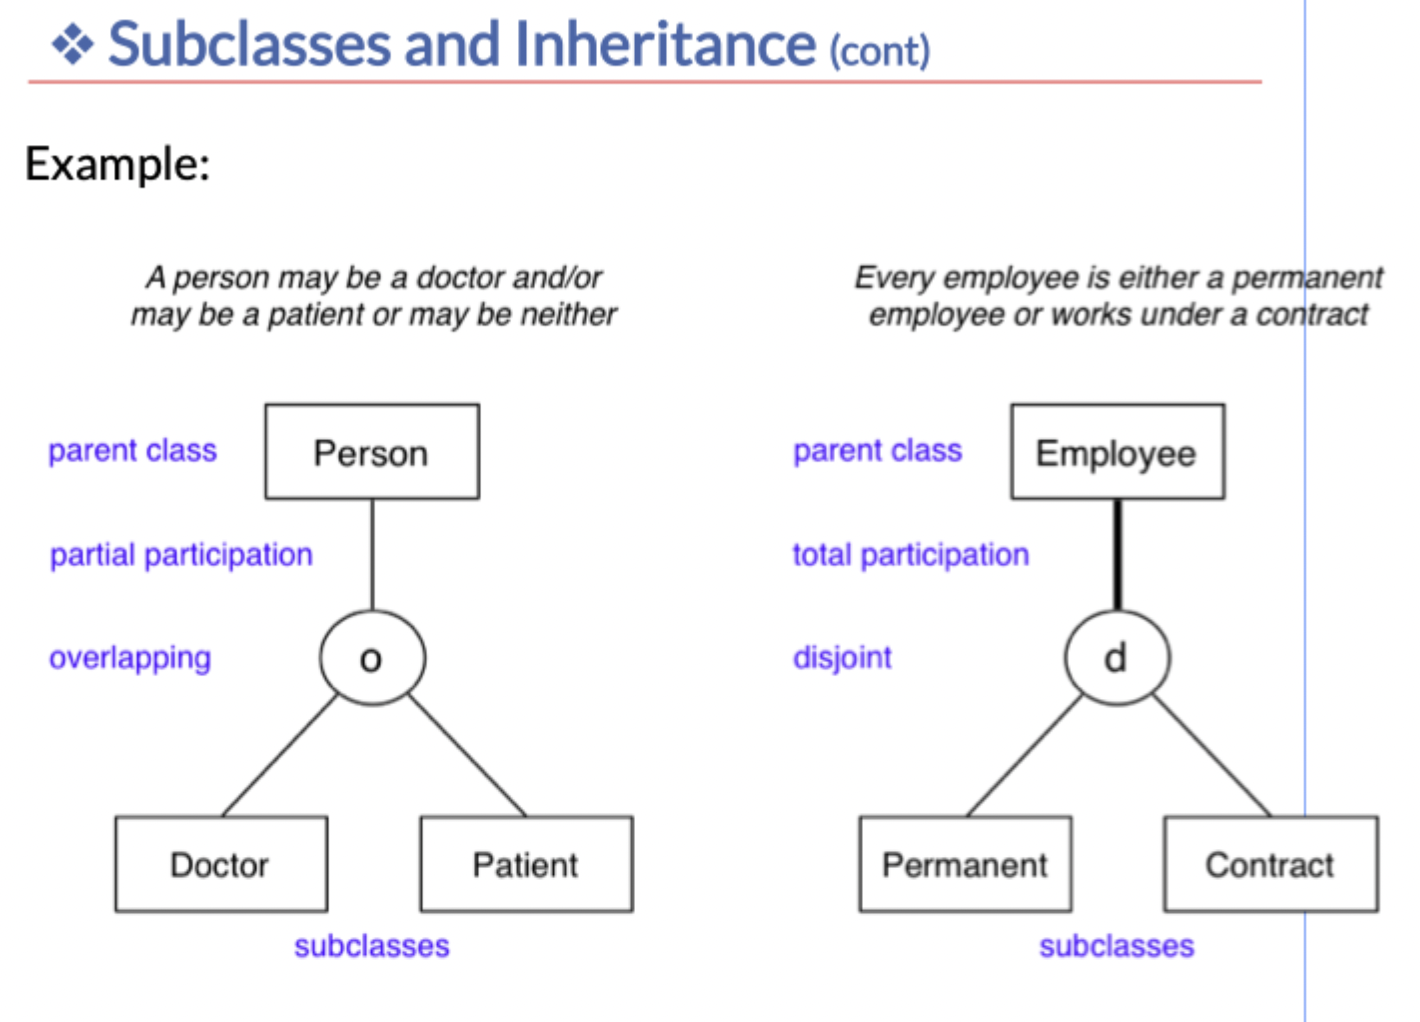 ❖ Subclasses and Inheritance (cont)
Example:
A person may be a doctor and/or
may be a patient or may be neither
parent class
Person
partial participation
overlapping
o
Doctor
Patient
subclasses
Every employee is either a permanent
employee or works under a contract
parent class
Employee
total participation
disjoint
d
Permanent
Contract
subclasses